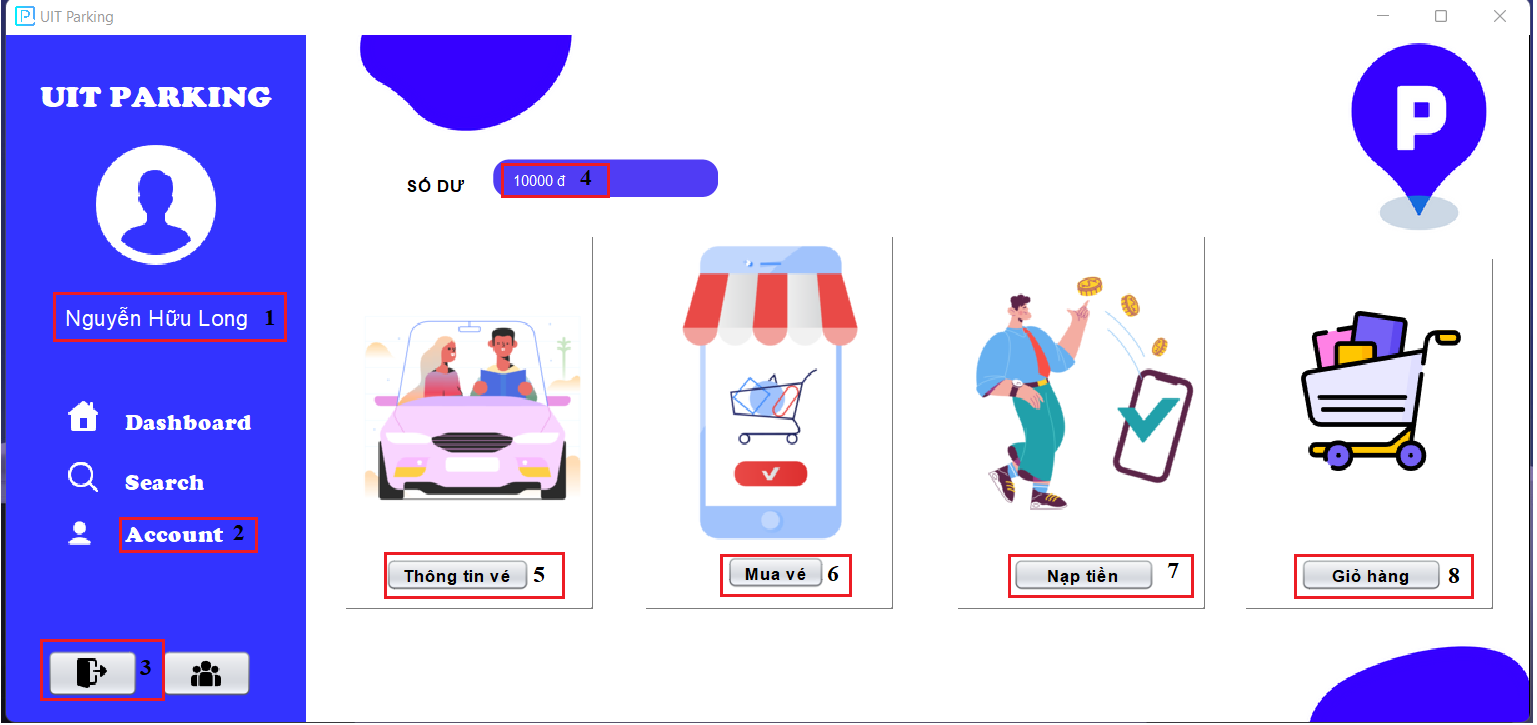 UIT Parking
UIT PARKING
Nguyễn Hữu Long 1
Dashboard
Search
Account 2
3
P
SỐ DƯ 10000 đ 4
Thông tin vé 5
Mua vé 6
Nạp tiền 7
Giỏ hàng 8